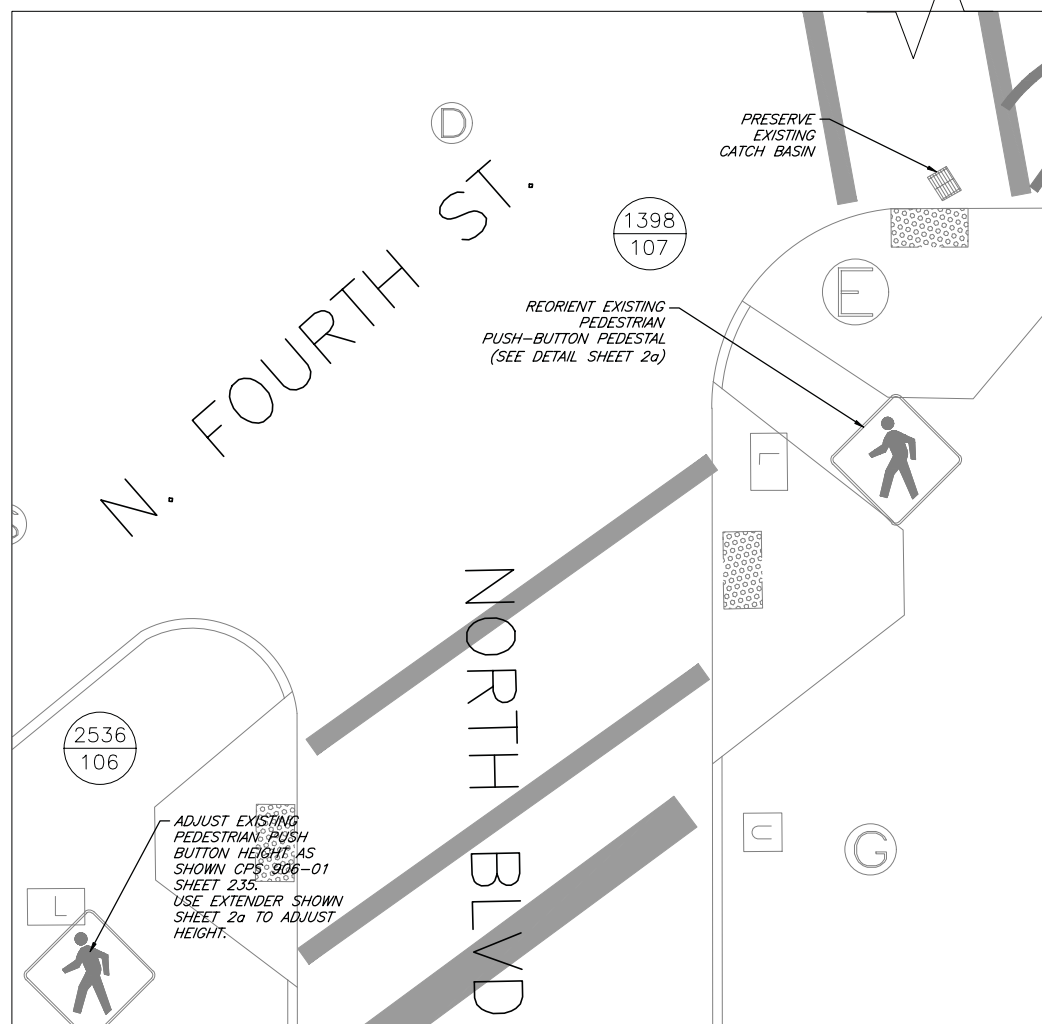 D
PRESERVE
EXISTING
CATCH BASIN
1398
107
N. FOURTH ST.
E
REORIENT EXISTING
PEDESTRIAN
PUSH-BUTTON PEDESTAL
(SEE DETAIL SHEET 2a)
L
S
NORTH BLVD
2536
106
ADJUST EXISTING
PEDESTRIAN PUSH
BUTTON HEIGHT AS
SHOWN CPS 906-01
SHEET 235.
USE EXTENDER SHOWN
SHEET 2a TO ADJUST
HEIGHT.
U
G
L